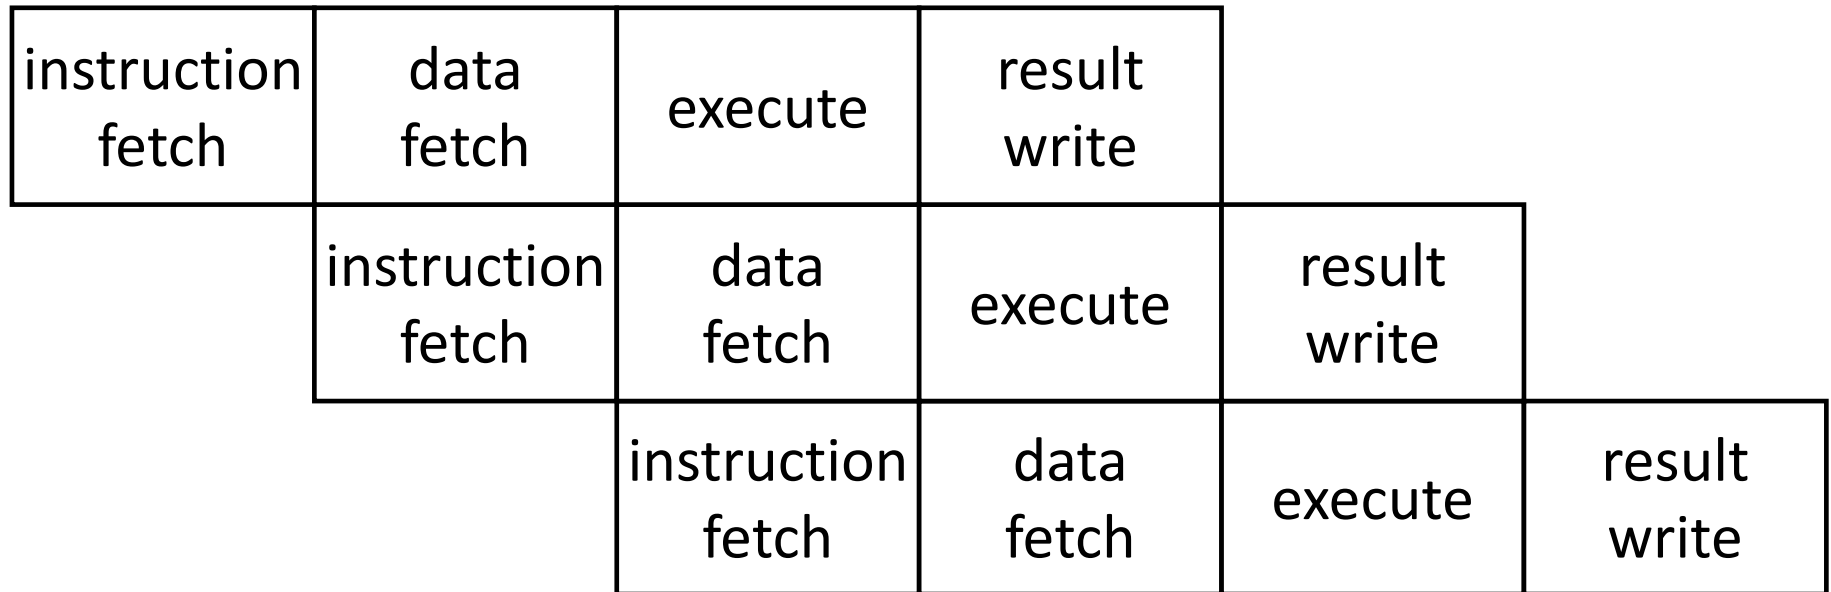 instruction
fetch
data
fetch
execute
result
write
instruction
fetch
data
fetch
execute
result
write
instruction
fetch
data
fetch
execute
result
write